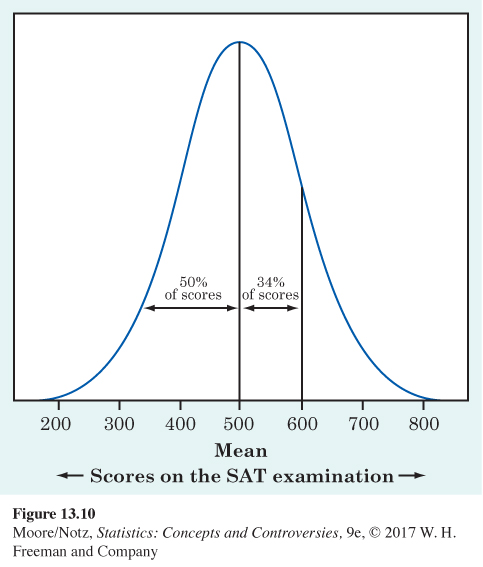 50%
of scores
34%
of scores
200 300 400 500 600 700 800
Mean
Scores on the SAT examination
Figure 13.10
Moore/Notz, Statistics: Concepts and Controversies, 9e, © 2017 W. H.
Freeman and Company